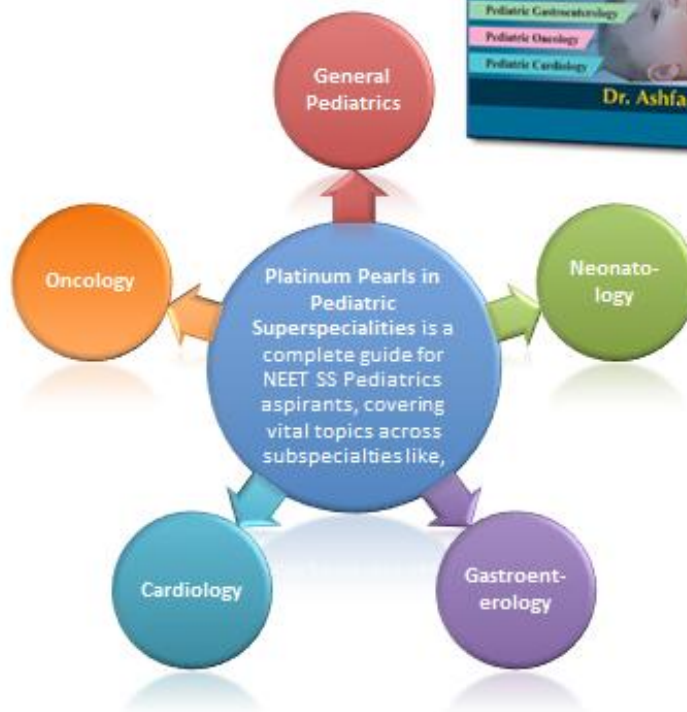 Pediatric Gastroenterology
Pediatric Oncology
Pediatric Cardiology
Dr. Ashfa
General
Pediatrics
Oncology
Neonato-
logy
Platinum Pearls in
Pediatric
Superspecialities is a
complete guide for
NEET SS Pediatrics
aspirants, covering
vital topics across
subspecialties like,
Cardiology
Gastroent-
erology